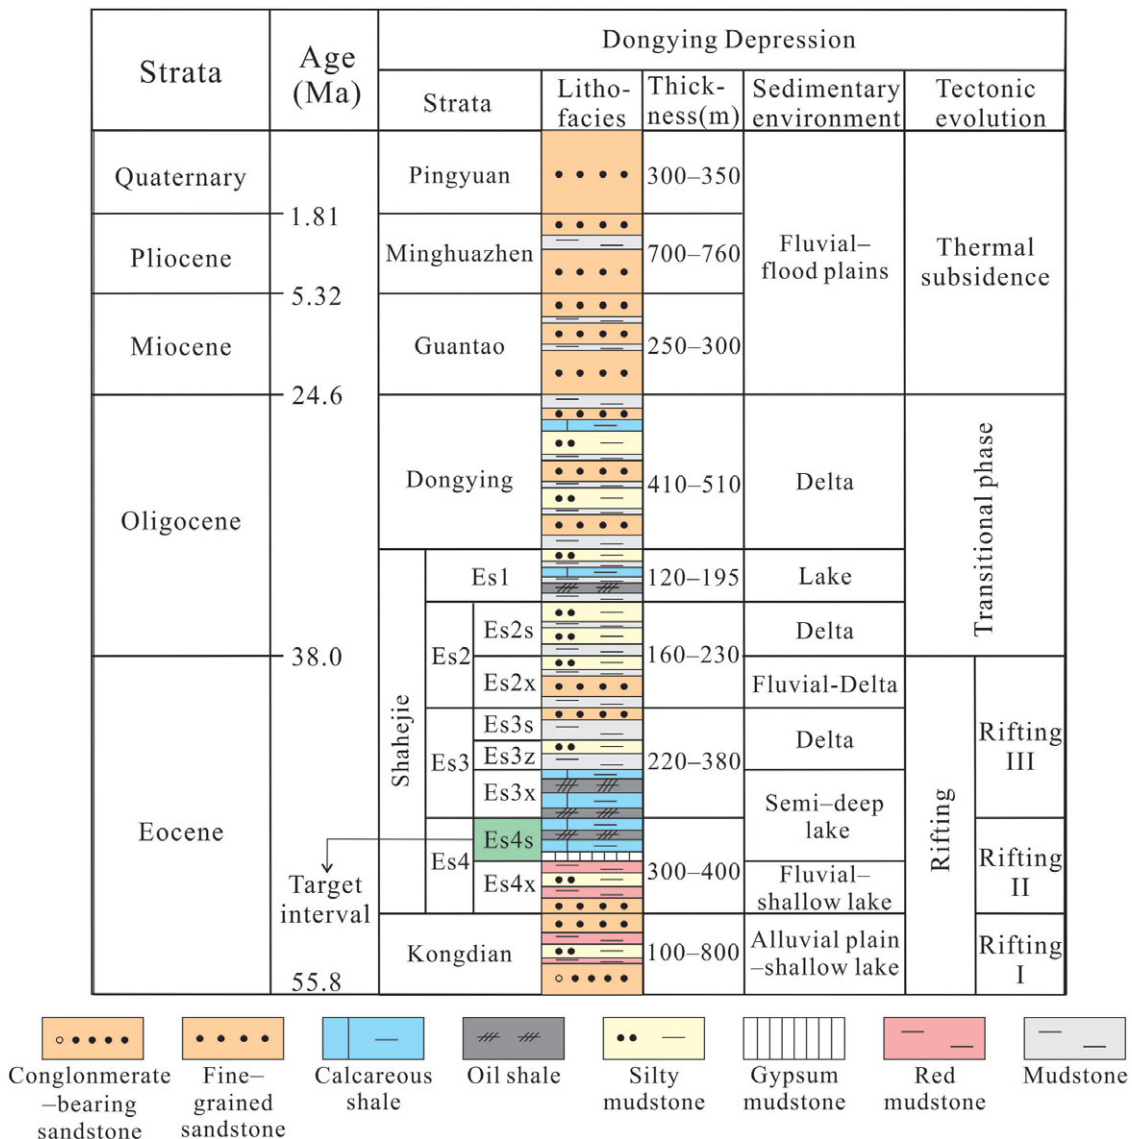 Strata
Age
(Ma)
Dongying Depression
Strata
Litho-
facies
Thick-
ness(m)
Sedimentary
environment
Tectonic
evolution
Quaternary
Pingyuan
300–350
1.81
Pliocene
Minghuazhen
700–760
Fluvial–
flood plains
Thermal
subsidence
5.32
Miocene
Guantao
250–300
24.6
Oligocene
Dongying
410–510
Delta
Transitional phase
Shahejie
Es1
120–195
Lake
Es2
Es2s
Delta
38.0
160–230
Es2x
Fluvial-Delta
Eocene
Es3
Es3s
Es3z
Delta
220–380
Rifting
Rifting
III
Es3x
Semi–deep
lake
Es4
Es4s
Target
interval
300–400
Rifting
II
Es4x
Fluvial–
shallow lake
Kongdian
100–800
Alluvial plain
–shallow lake
Rifting
I
55.8
Conglonmerate
–bearing
sandstone
Fine–
grained
sandstone
Calcareous
shale
Oil shale
Silty
mudstone
Gypsum
mudstone
Red
mudstone
Mudstone